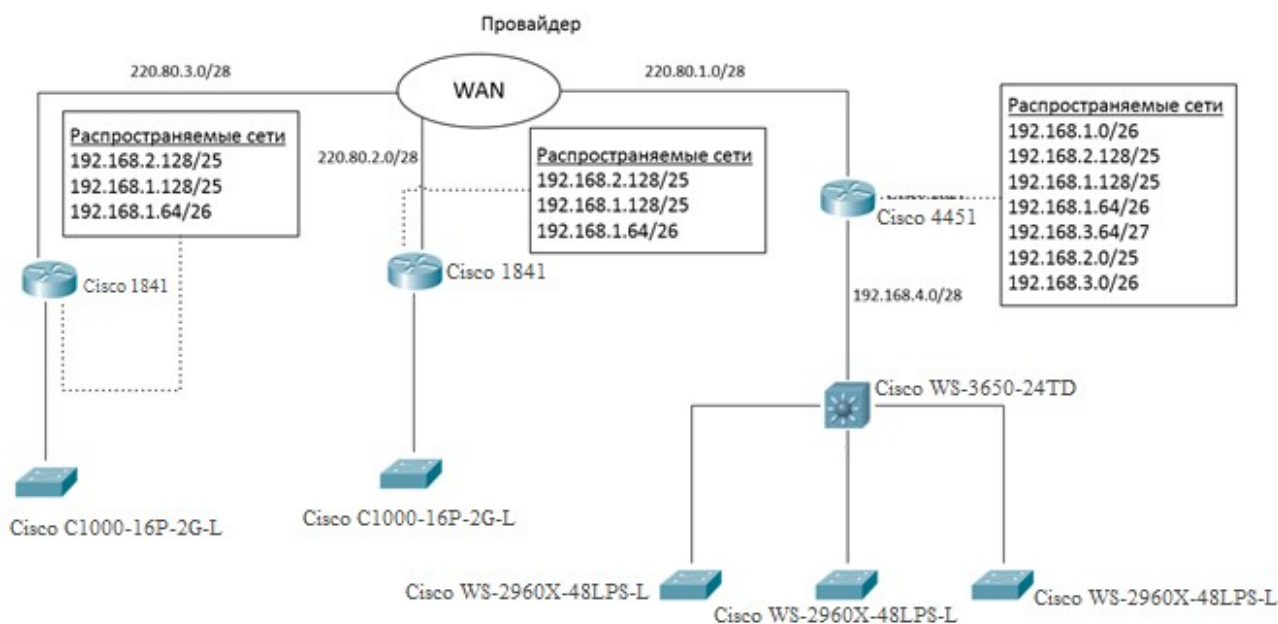 Провайдер
220.80.3.0/28
WAN
220.80.1.0/28
Распространяемые сети
192.168.2.128/25
192.168.1.128/25
192.168.1.64/26
220.80.2.0/28
Распространяемые сети
192.168.2.128/25
192.168.1.128/25
192.168.1.64/26
Распространяемые сети
192.168.1.0/26
192.168.2.128/25
192.168.1.128/25
192.168.1.64/26
192.168.3.64/27
192.168.2.0/25
192.168.3.0/26
Cisco 4451
Cisco 1841
Cisco 1841
192.168.4.0/28
Cisco WS-3650-24TD
Cisco C1000-16P-2G-L
Cisco C1000-16P-2G-L
Cisco WS-2960X-48LPS-L
Cisco WS-2960X-48LPS-L
Cisco WS-2960X-48LPS-L